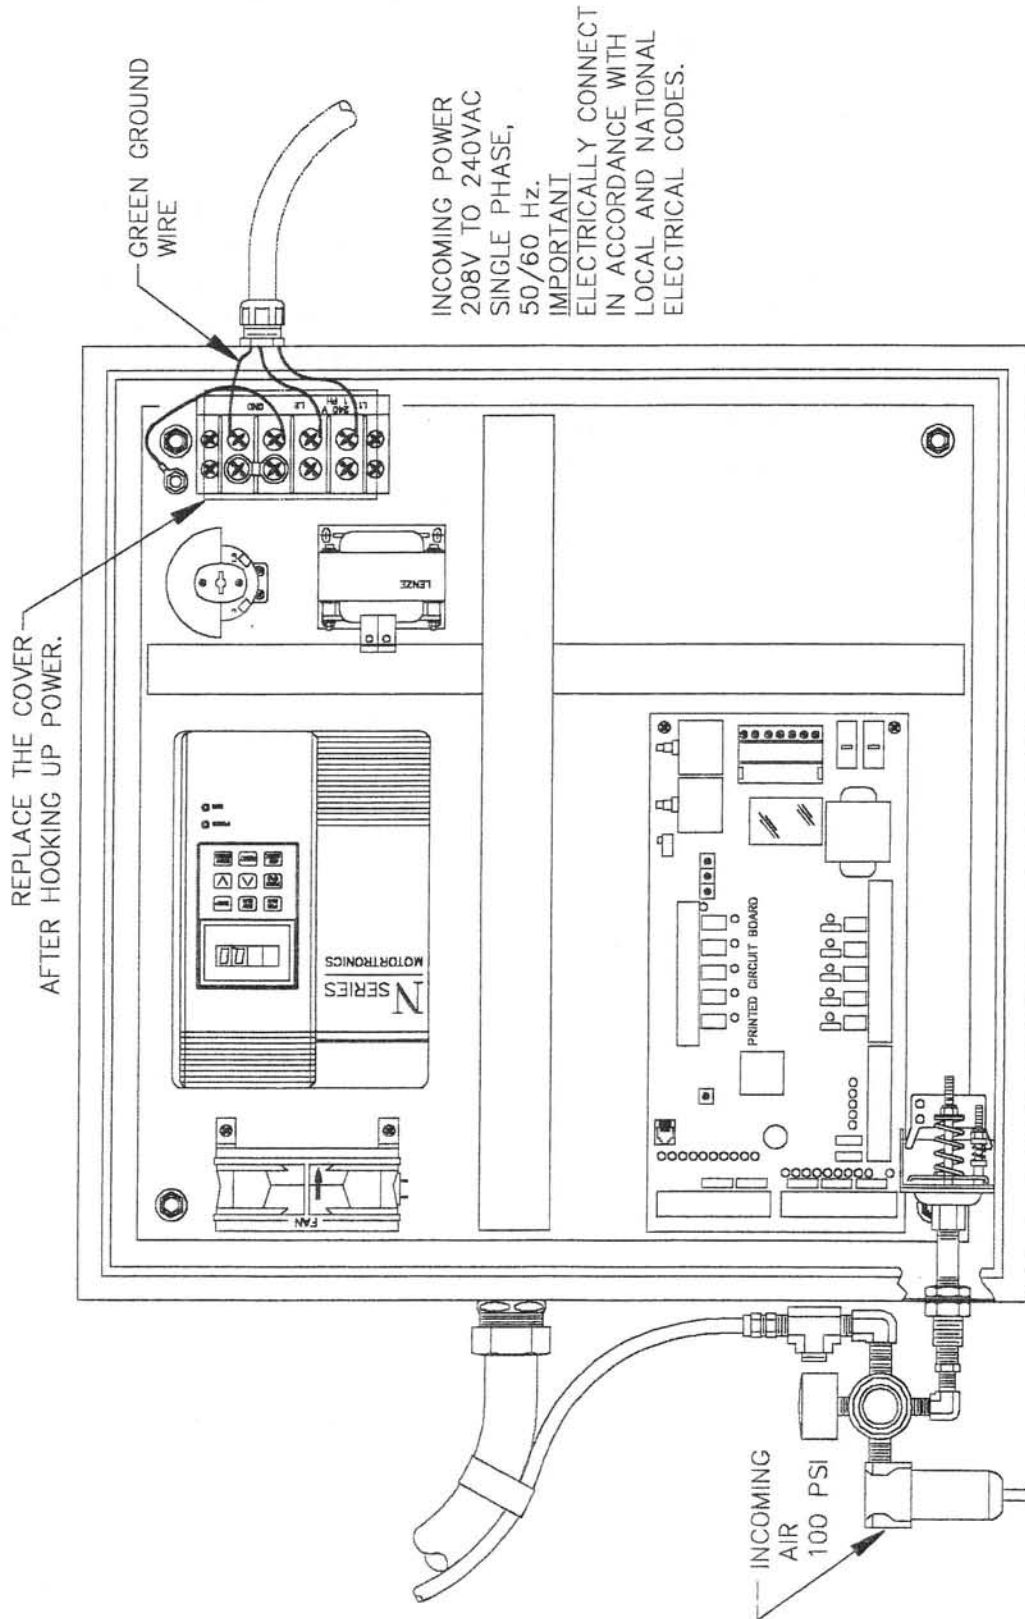 REPLACE THE COVER
AFTER HOOKING UP POWER.
GREEN GROUND
WIRE
INCOMING POWER
208V TO 240VAC
SINGLE PHASE,
50/60 Hz.
IMPORTANT
ELECTRICALLY CONNECT
IN ACCORDANCE WITH
LOCAL AND NATIONAL
ELECTRICAL CODES.
GND
L2
240 V
1 PH
L1
LENZE
N SERIES
MOTORTRONICS
FAN
PRINTED CIRCUIT BOARD
INCOMING
AIR
100 PSI